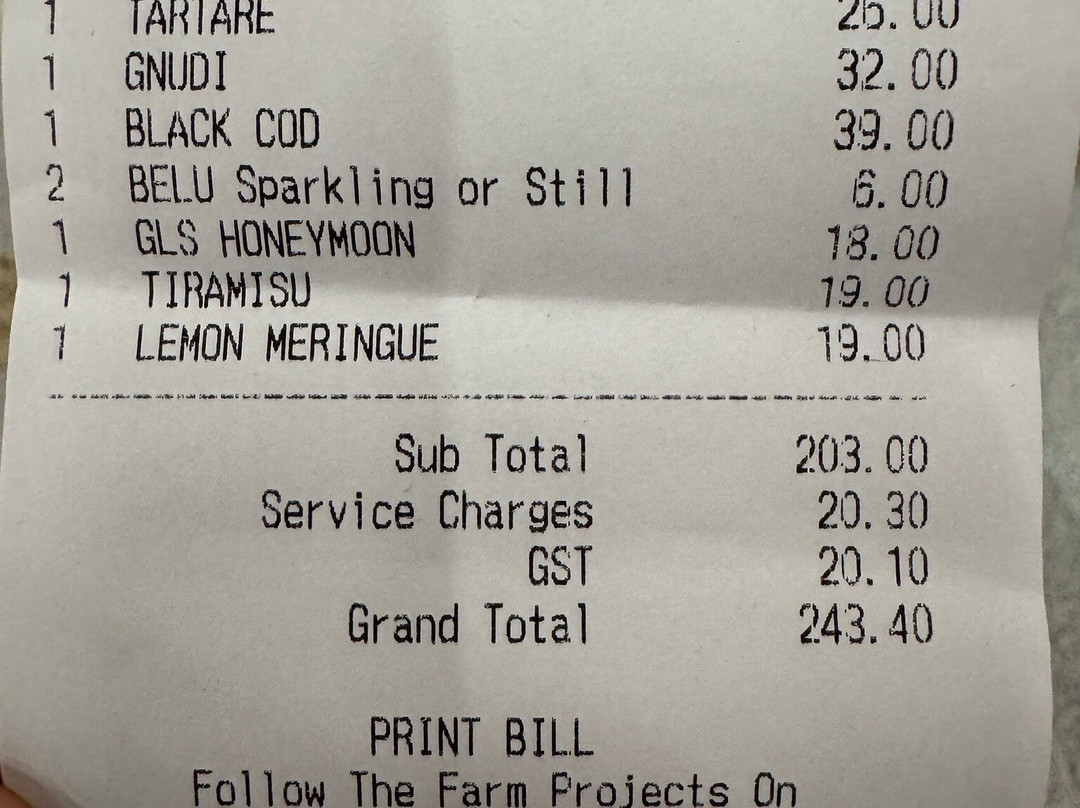 1 TARTARE 26.00
1 GNUDI 32.00
1 BLACK COD 39.00
2 BELU Sparkling or Still 6.00
1 GLS HONEYMOON 18.00
1 TIRAMISU 19.00
1 LEMON MERINGUE 19.00
Sub Total 203.00
Service Charges 20.30
GST 20.10
Grand Total 243.40
PRINT BILL
Follow The Farm Projects On